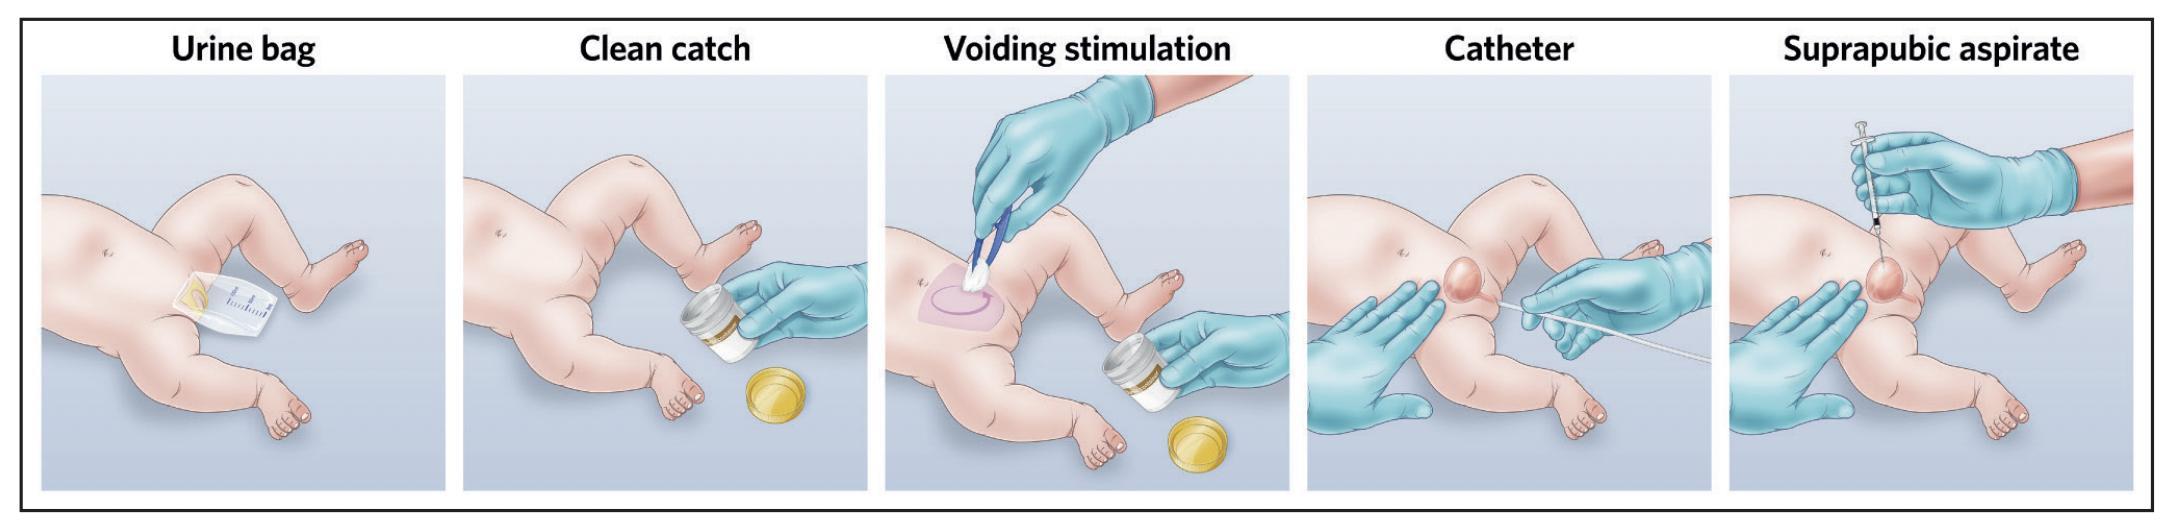 Urine bag
Clean catch
Voiding stimulation
Catheter
Suprapubic aspirate